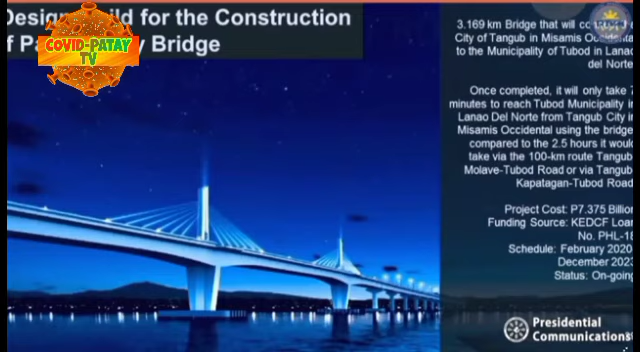 Design Build for the Construction
COVID-PATAY
TV
Bridge
3.169 km Bridge that will
City of Tangub in Misamis Occidental
to the Municipality of Tubod in Lanao
del Norte
Once completed, it will only take 7
minutes to reach Tubod Municipality in
Lanao Del Norte from Tangub City in
Misamis Occidental using the bridge
compared to the 2.5 hours it would
take via the 100-km route Tangub
Molave-Tubod Road or via Tangub
Kapatagan-Tubod Road
Project Cost: P7.375 Billion
Funding Source: KEDCF Loan
No. PHL-18
Schedule: February 2020
December 2023
Status: On-going
Presidential
Communications